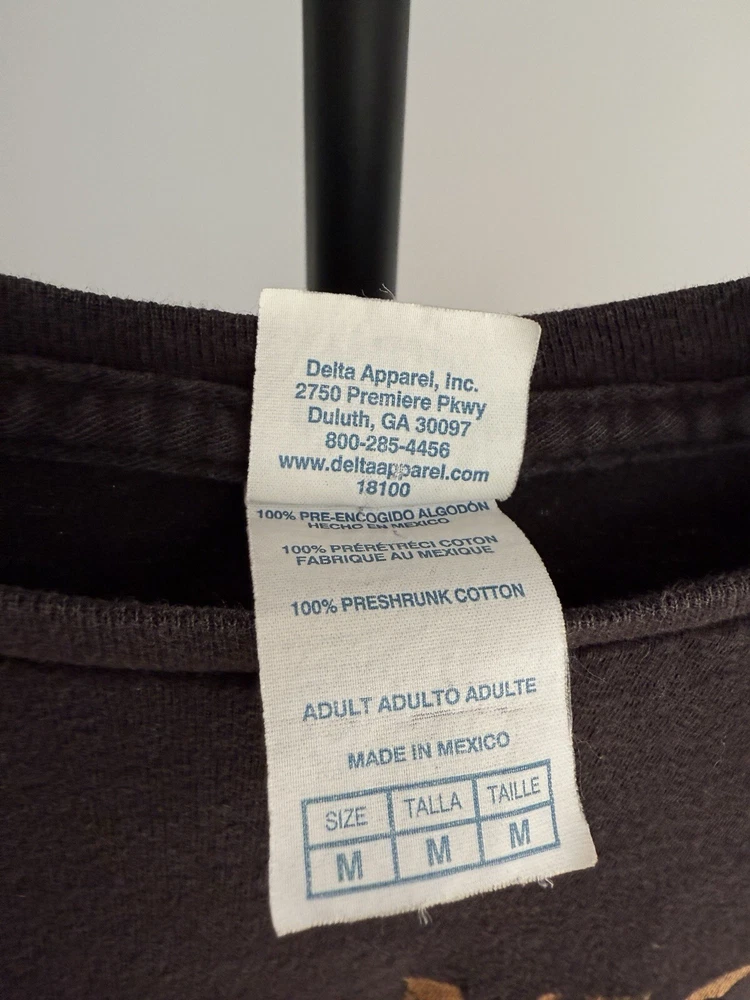 Delta Apparel, Inc.
2750 Premiere Pkwy
Duluth, GA 30097
800-285-4456
www.deltaapparel.com
18100
100% PRE-ENCOGIDO ALGODÓN
HECHO EN MEXICO
100% PRÉRÉTRÉCI COTON
FABRIQUE AU MEXIQUE
100% PRESHRUNK COTTON
ADULT ADULTO ADULTE
MADE IN MEXICO
SIZE TALLA TAILLE
M M M